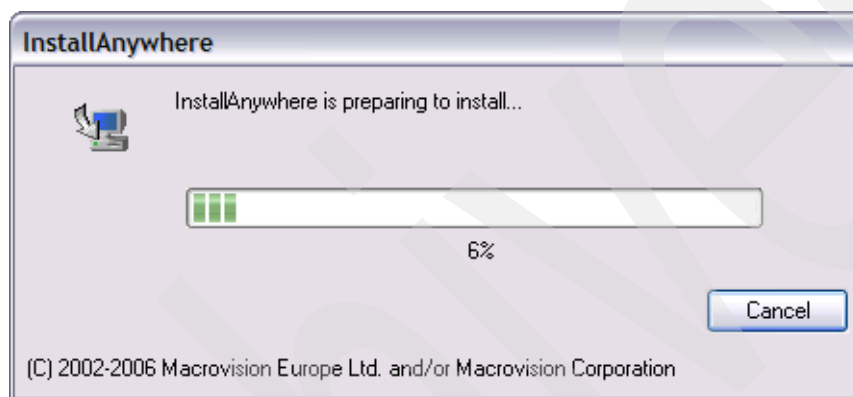 InstallAnywhere
InstallAnywhere is preparing to install...
6%
Cancel
(C) 2002-2006 Macrovision Europe Ltd. and/or Macrovision Corporation